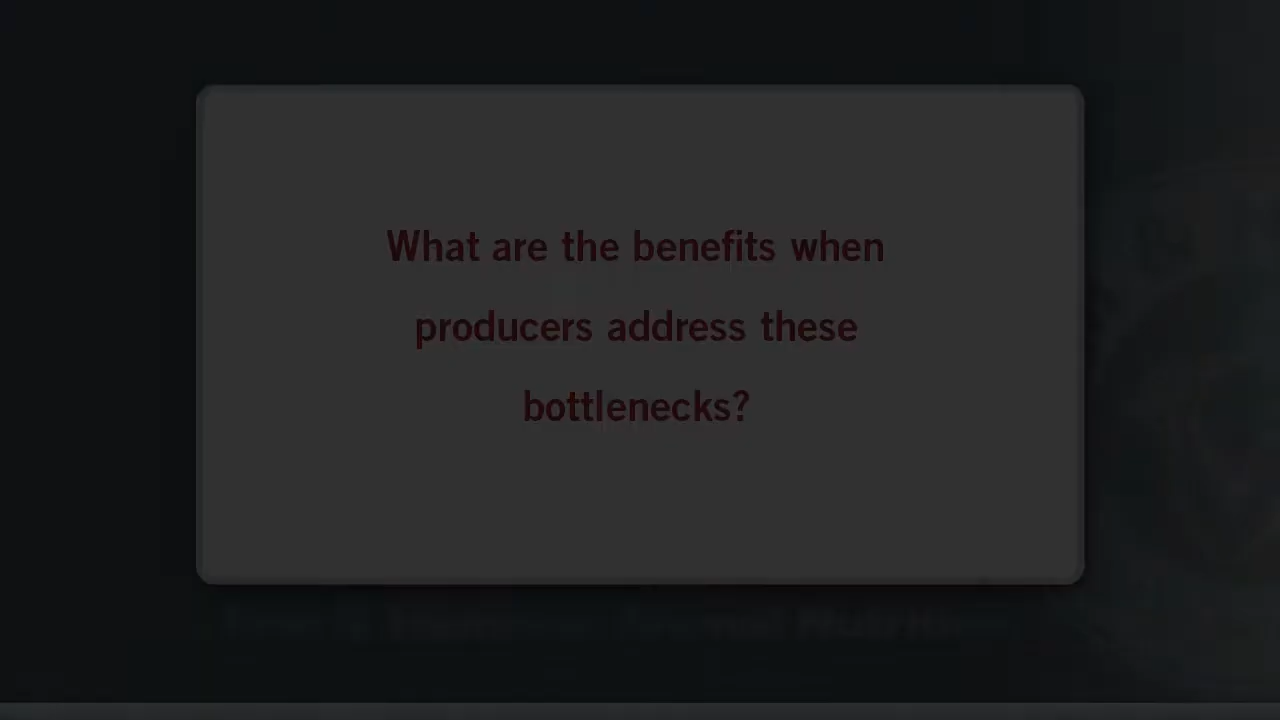 What are the benefits when
producers address these
bottlenecks?